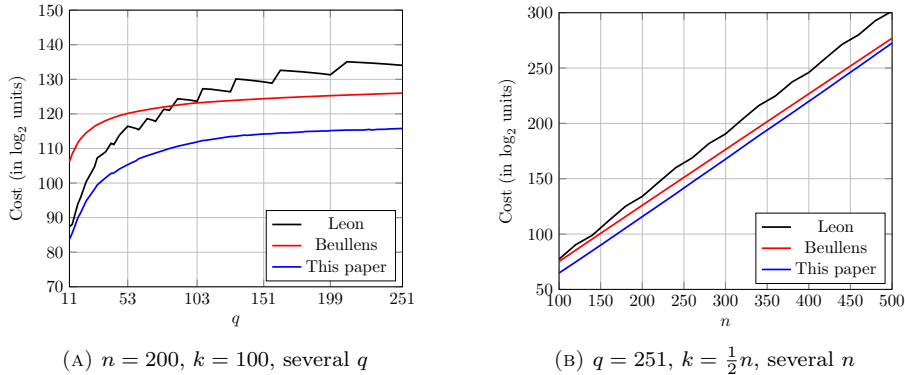 150
140
130
120
110
100
90
80
70
11
53
103
151
199
251
Cost (in log₂ units)
q
Leon
Beullens
This paper
(A) n = 200, k = 100, several q
300
250
200
150
100
50
100
150
200
250
300
350
400
450
500
Cost (in log₂ units)
n
Leon
Beullens
This paper
(B) q = 251, k = ½n, several n